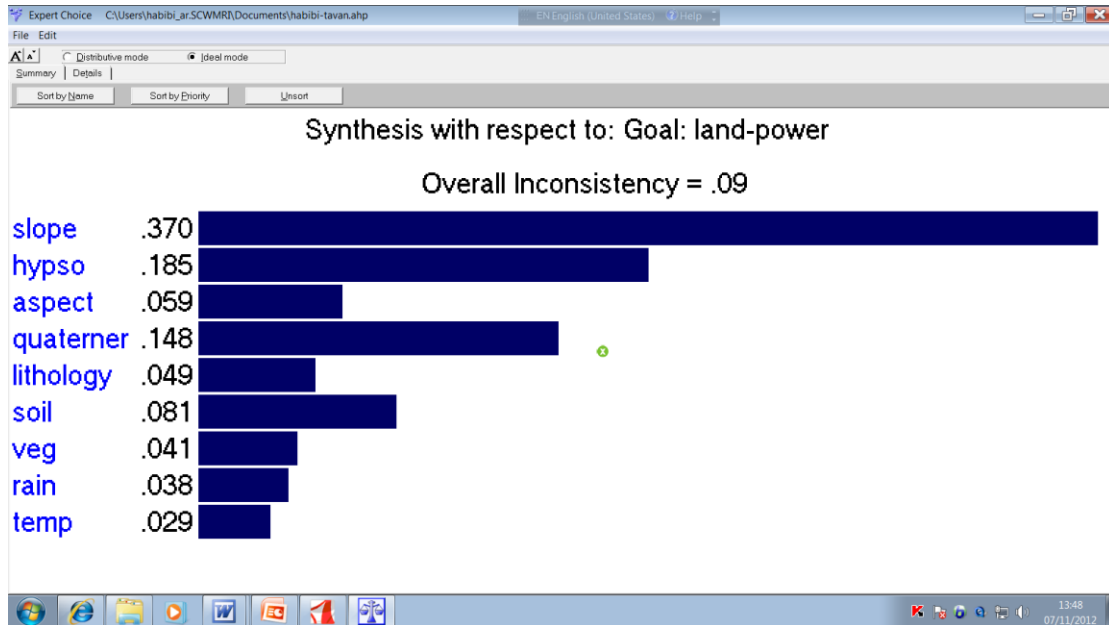 Expert Choice C:\Users\habibi_ar.SCWMRI\Documents\habibi-tavan.ahp EN English (United States) Help
File Edit
A A Distributive mode Ideal mode
Summary Details
Sort by Name Sort by Priority Unsort
Synthesis with respect to: Goal: land-power
Overall Inconsistency = .09
slope .370
hypso .185
aspect .059
quaterner .148
lithology .049
soil .081
veg .041
rain .038
temp .029
13:48
07/11/2012